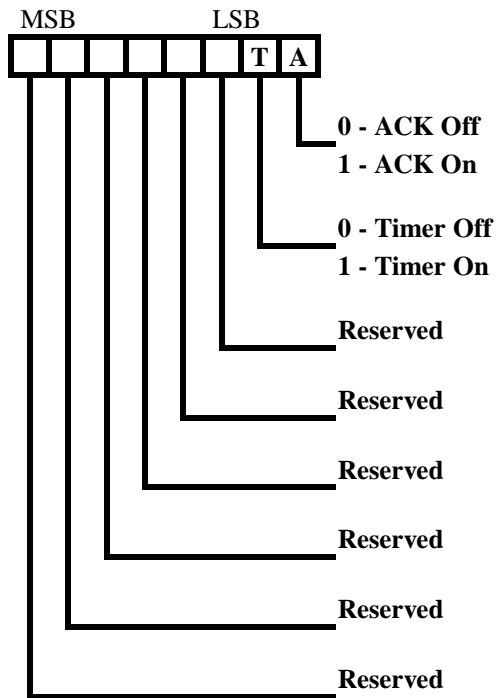 MSB LSB
T A
0 - ACK Off
1 - ACK On
0 - Timer Off
1 - Timer On
Reserved
Reserved
Reserved
Reserved
Reserved
Reserved